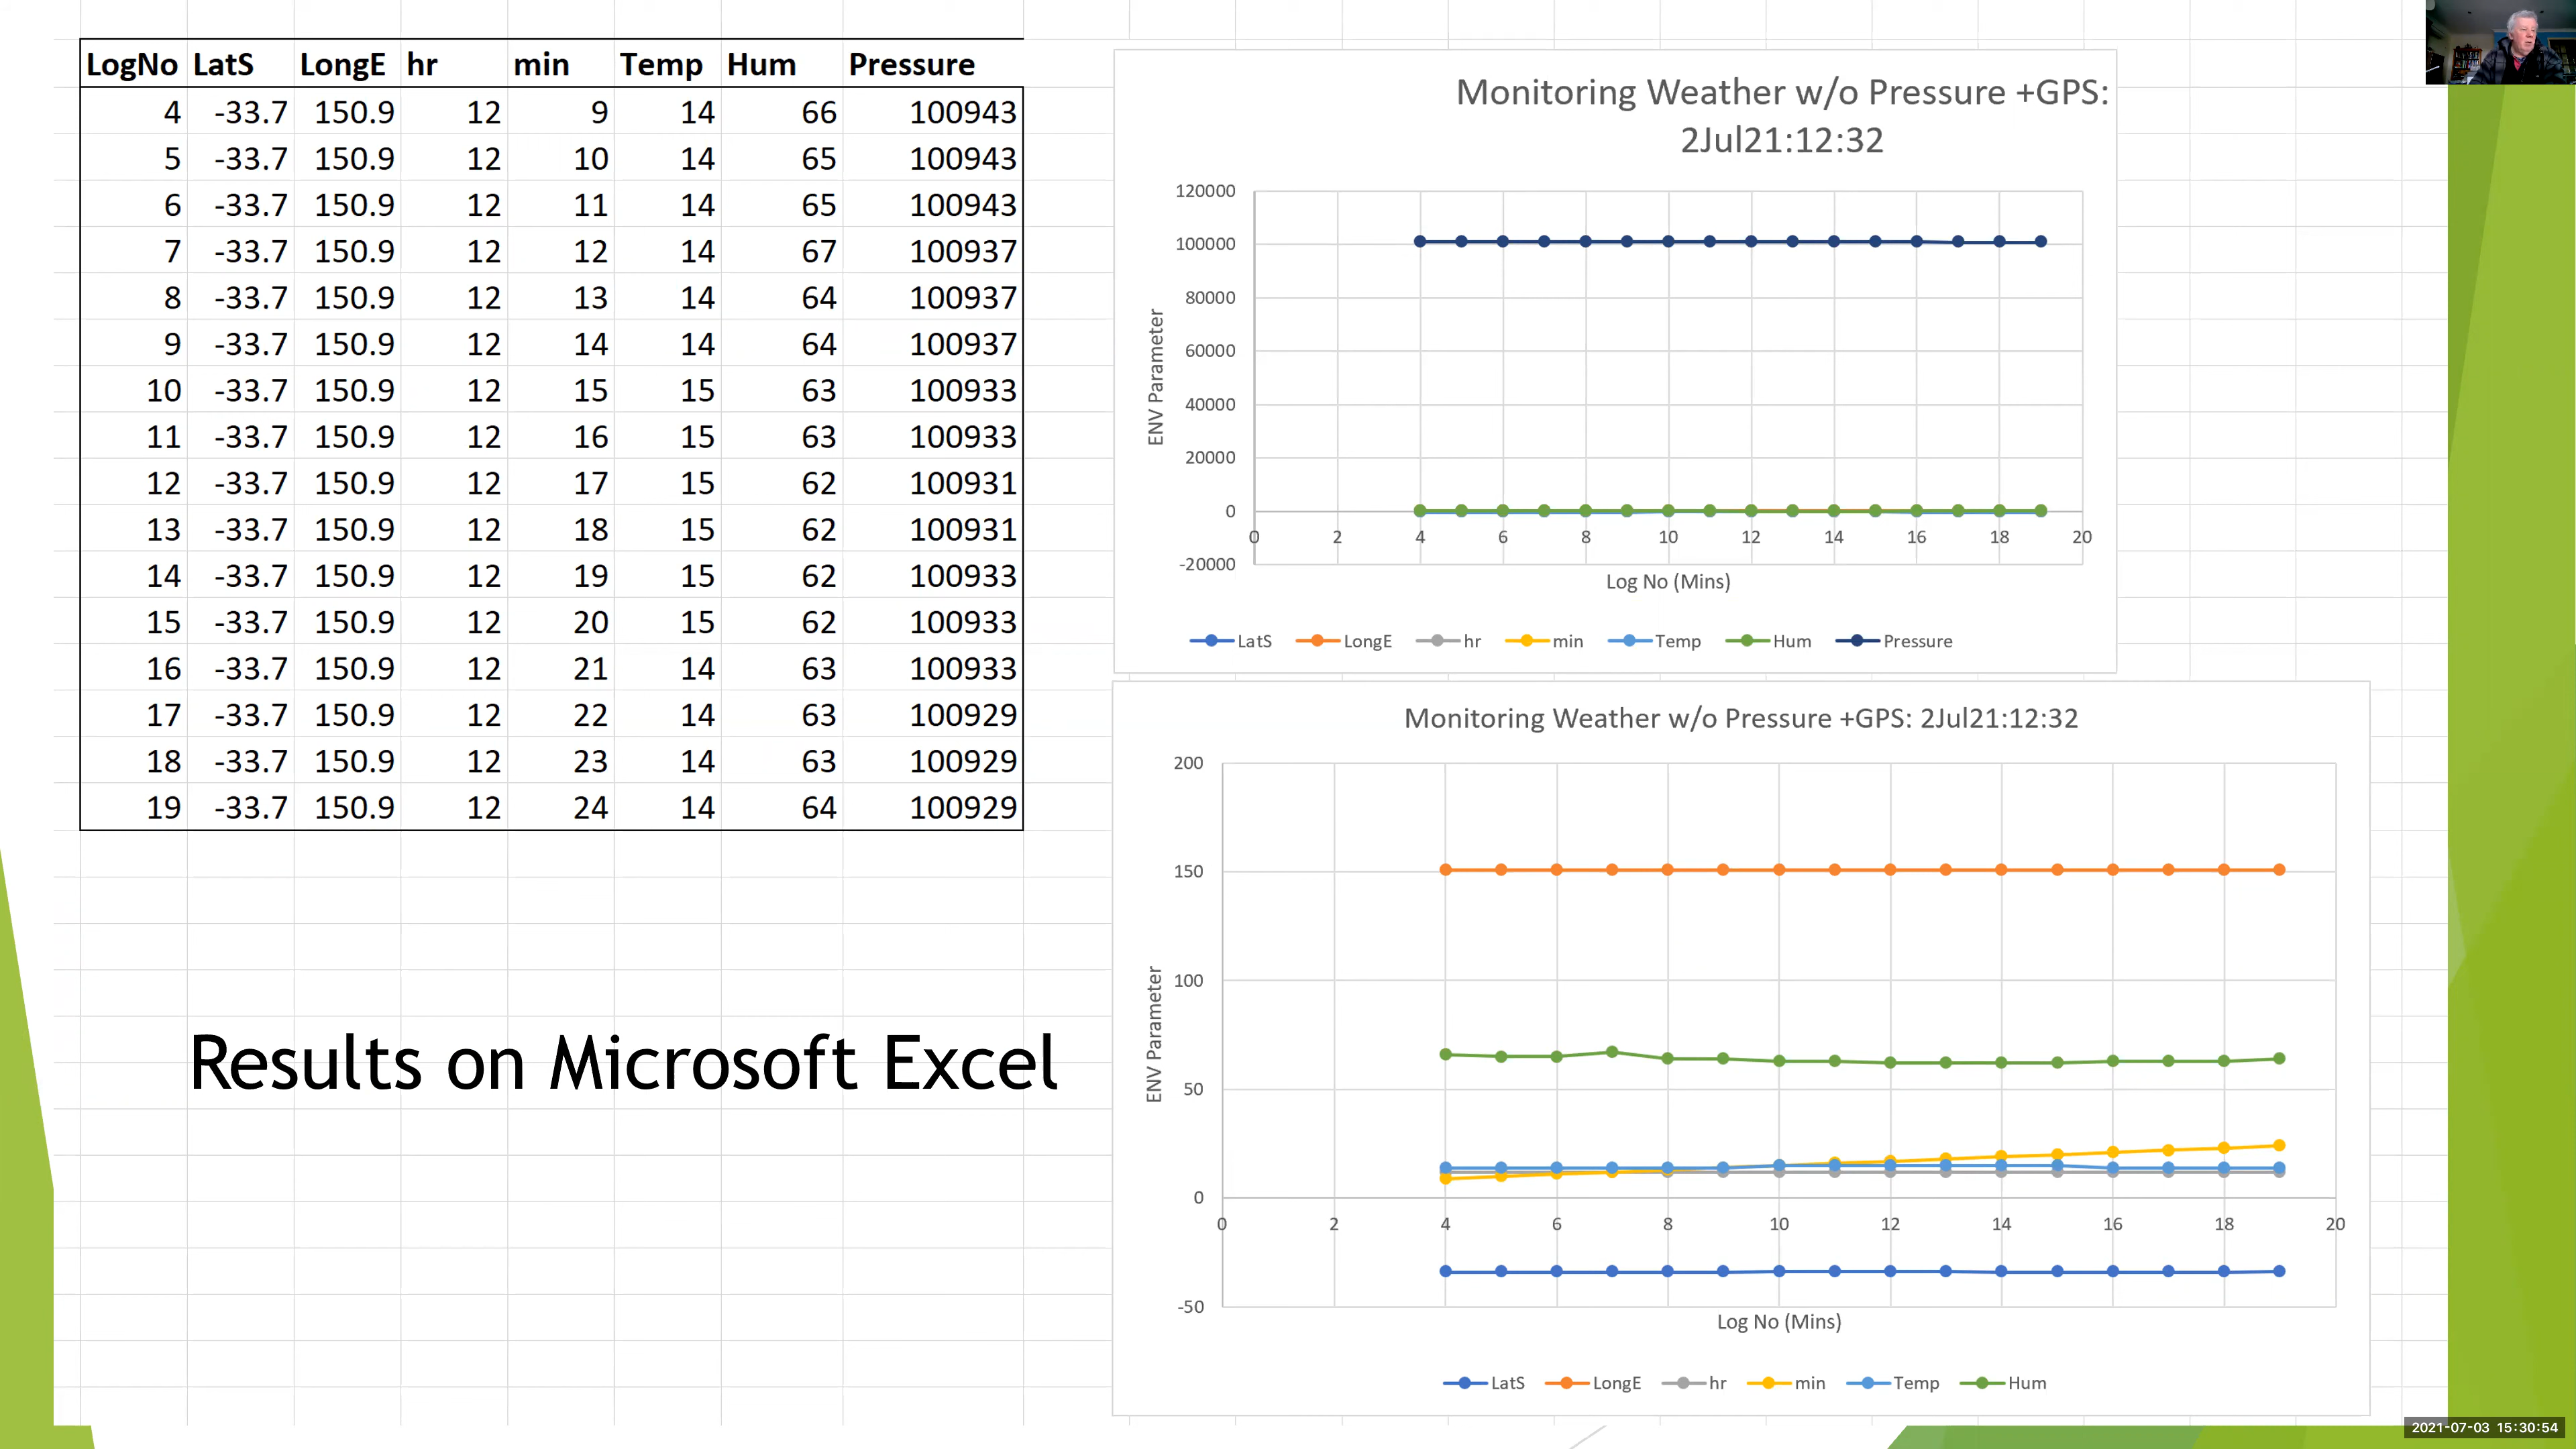 LogNo LatS LongE hr min Temp Hum Pressure
4 -33.7 150.9 12 9 14 66 100943
5 -33.7 150.9 12 10 14 65 100943
6 -33.7 150.9 12 11 14 65 100943
7 -33.7 150.9 12 12 14 67 100937
8 -33.7 150.9 12 13 14 64 100937
9 -33.7 150.9 12 14 14 64 100937
10 -33.7 150.9 12 15 15 63 100933
11 -33.7 150.9 12 16 15 63 100933
12 -33.7 150.9 12 17 15 62 100931
13 -33.7 150.9 12 18 15 62 100931
14 -33.7 150.9 12 19 15 62 100933
15 -33.7 150.9 12 20 15 62 100933
16 -33.7 150.9 12 21 14 63 100933
17 -33.7 150.9 12 22 14 63 100929
18 -33.7 150.9 12 23 14 63 100929
19 -33.7 150.9 12 24 14 64 100929
Results on Microsoft Excel
Monitoring Weather w/o Pressure +GPS:
2Jul21:12:32
ENV Parameter
120000
100000
80000
60000
40000
20000
0
-20000
0 2 4 6 8 10 12 14 16 18 20
Log No (Mins)
LatS LongE hr min Temp Hum Pressure
Monitoring Weather w/o Pressure +GPS: 2Jul21:12:32
ENV Parameter
200
150
100
50
0
-50
0 2 4 6 8 10 12 14 16 18 20
Log No (Mins)
LatS LongE hr min Temp Hum
2021-07-03 15:30:54